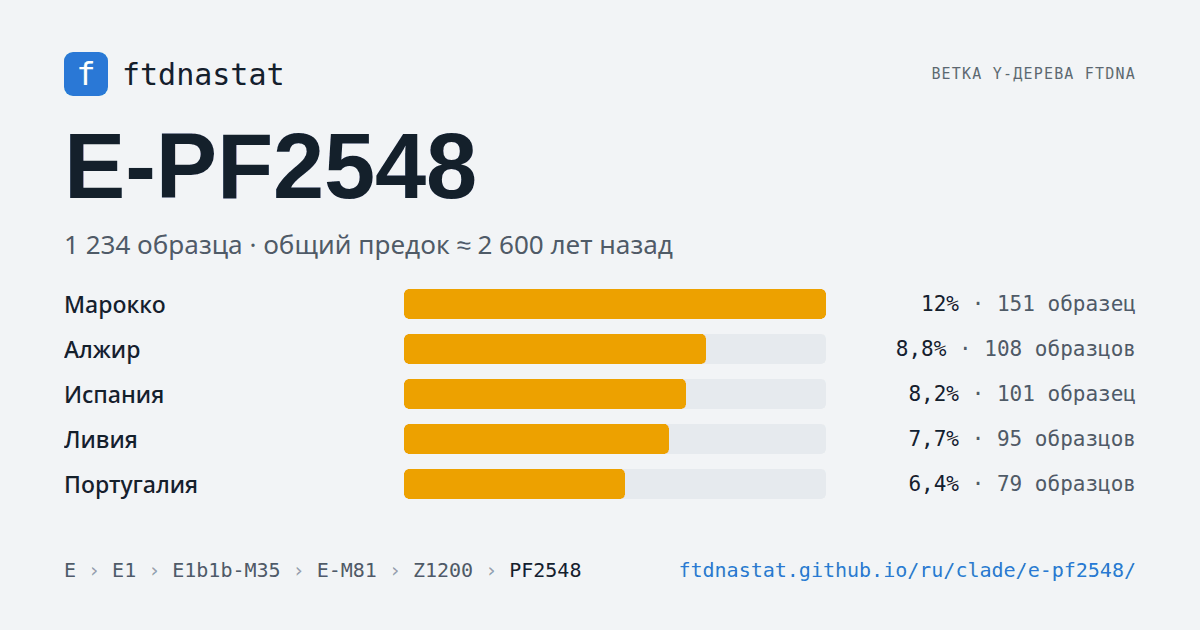 f ftdnastat
ВЕТКА Y-ДЕРЕВА FTDNA
E-PF2548
1 234 образца · общий предок ≈ 2 600 лет назад
Марокко 12% · 151 образец
Алжир 8,8% · 108 образцов
Испания 8,2% · 101 образец
Ливия 7,7% · 95 образцов
Португалия 6,4% · 79 образцов
E › E1 › E1b1b-M35 › E-M81 › Z1200 › PF2548
ftdnastat.github.io/ru/clade/e-pf2548/